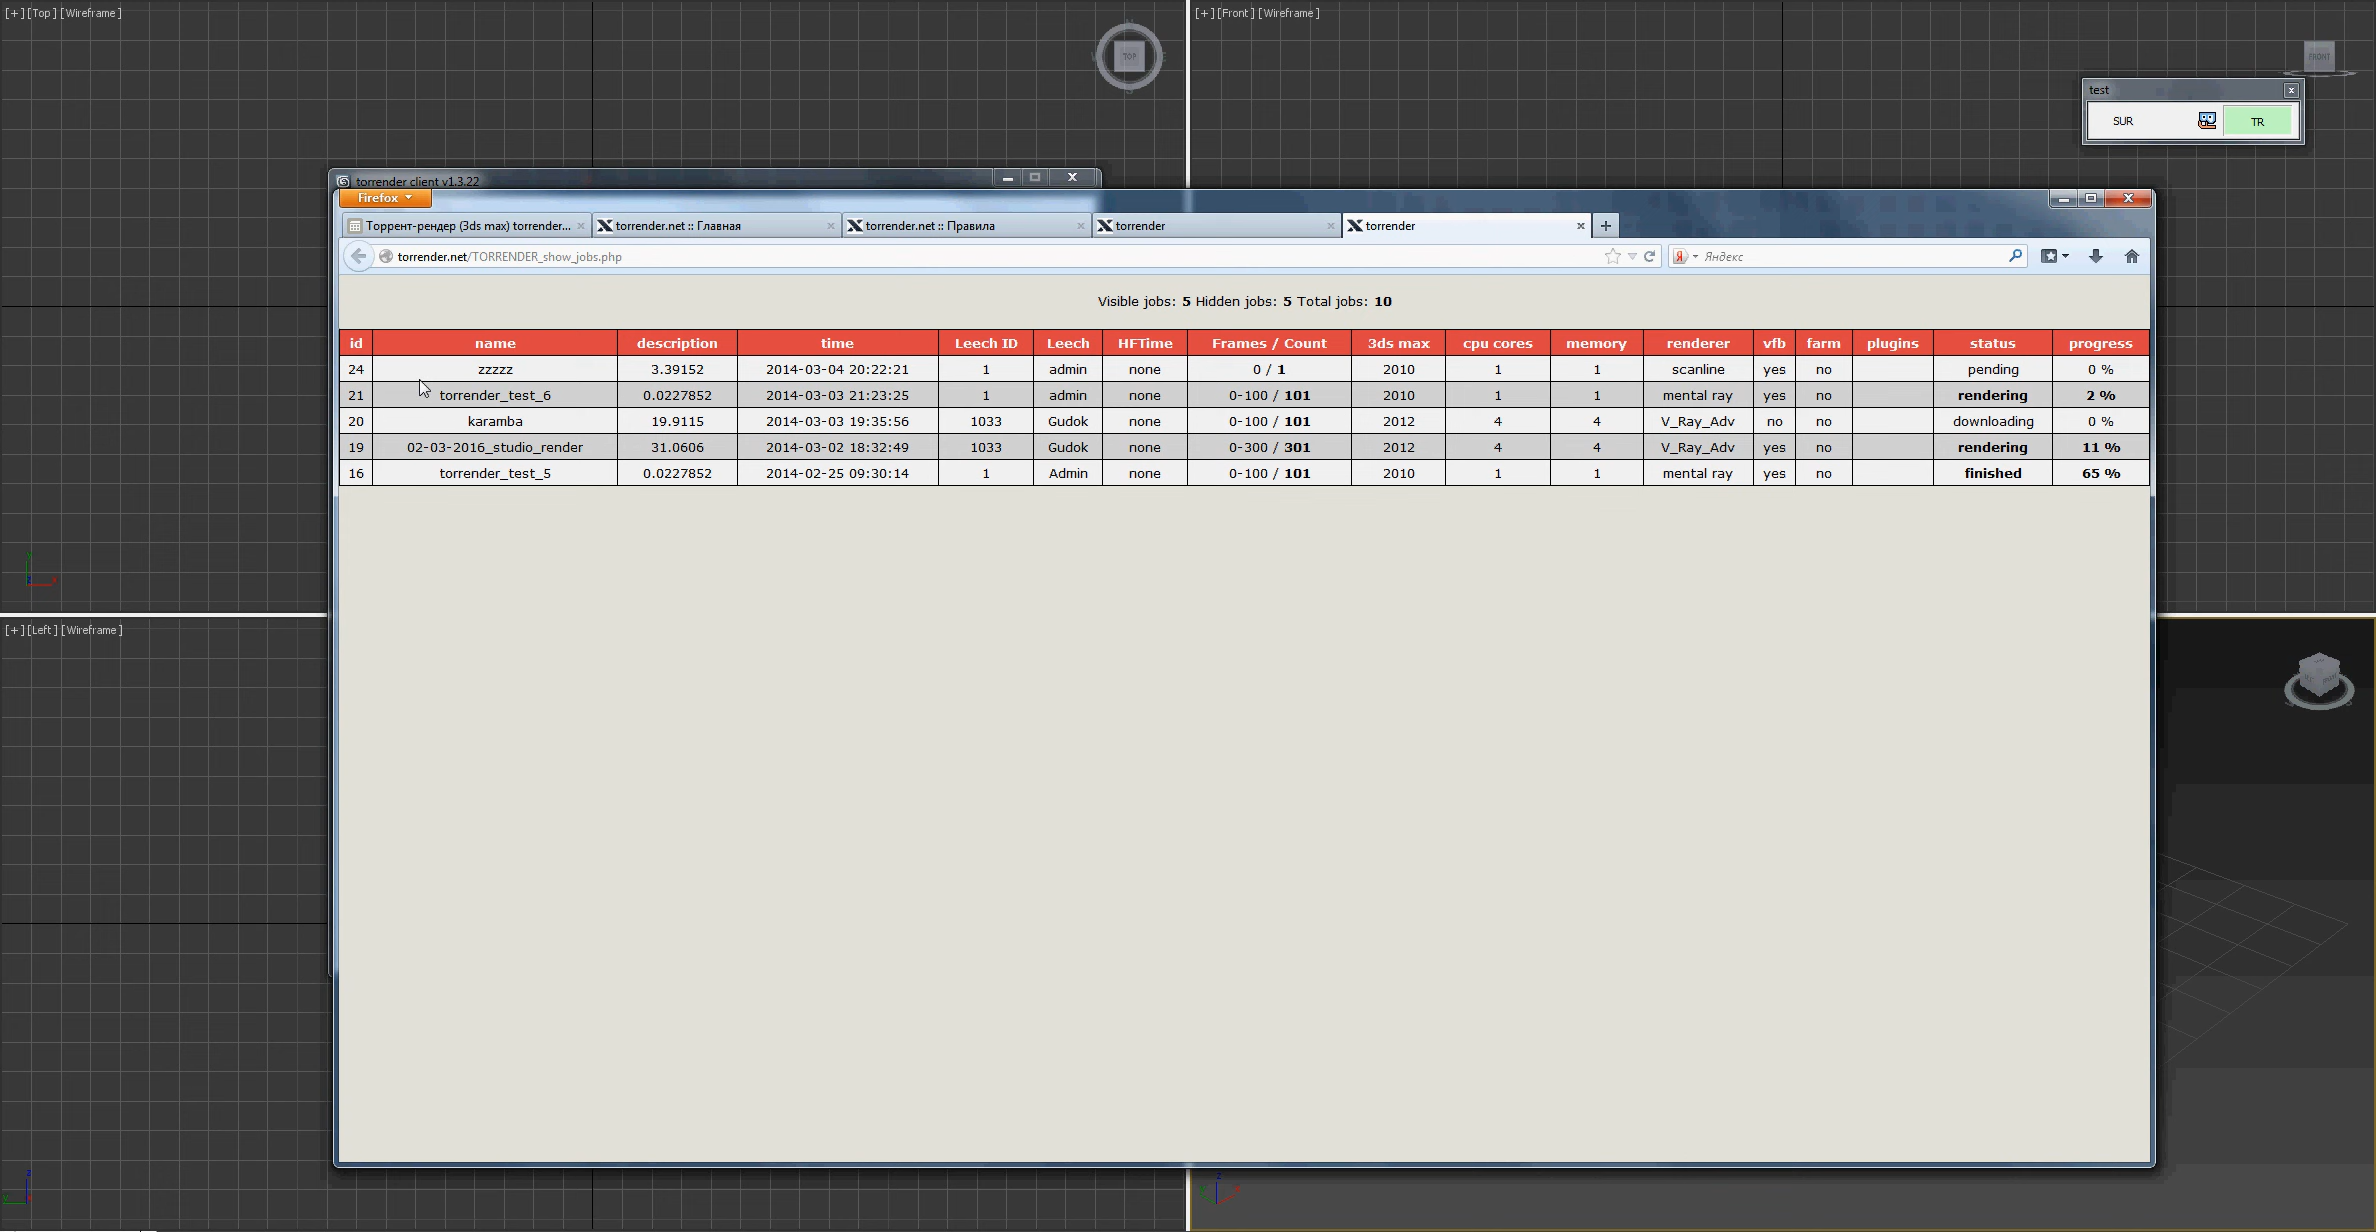 [+] [Top] [Wireframe]
[+] [Front] [Wireframe]
TOP
FRONT
test
SUR TR
torrender client v1.3.22
Firefox
Торрент-рендер (3ds max) torrender... torrender.net :: Главная torrender.net :: Правила torrender torrender
torrender.net/TORRENDER_show_jobs.php Яндекс
Visible jobs: 5 Hidden jobs: 5 Total jobs: 10
id name description time Leech ID Leech HFTime Frames / Count 3ds max cpu cores memory renderer vfb farm plugins status progress
24 zzzzz 3.39152 2014-03-04 20:22:21 1 admin none 0 / 1 2010 1 1 scanline yes no pending 0 %
21 torrender_test_6 0.0227852 2014-03-03 21:23:25 1 admin none 0-100 / 101 2010 1 1 mental ray yes no rendering 2 %
20 karamba 19.9115 2014-03-03 19:35:56 1033 Gudok none 0-100 / 101 2012 4 4 V_Ray_Adv no no downloading 0 %
19 02-03-2016_studio_render 31.0606 2014-03-02 18:32:49 1033 Gudok none 0-300 / 301 2012 4 4 V_Ray_Adv yes no rendering 11 %
16 torrender_test_5 0.0227852 2014-02-25 09:30:14 1 Admin none 0-100 / 101 2010 1 1 mental ray yes no finished 65 %
[+] [Left] [Wireframe]